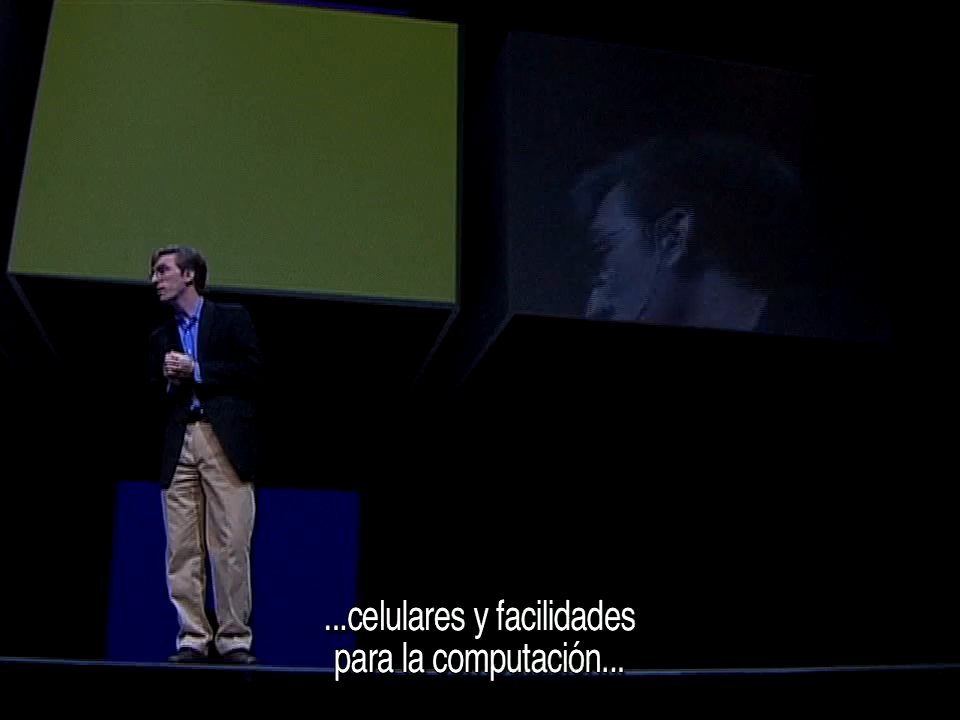 ...celulares y facilidades
para la computación...